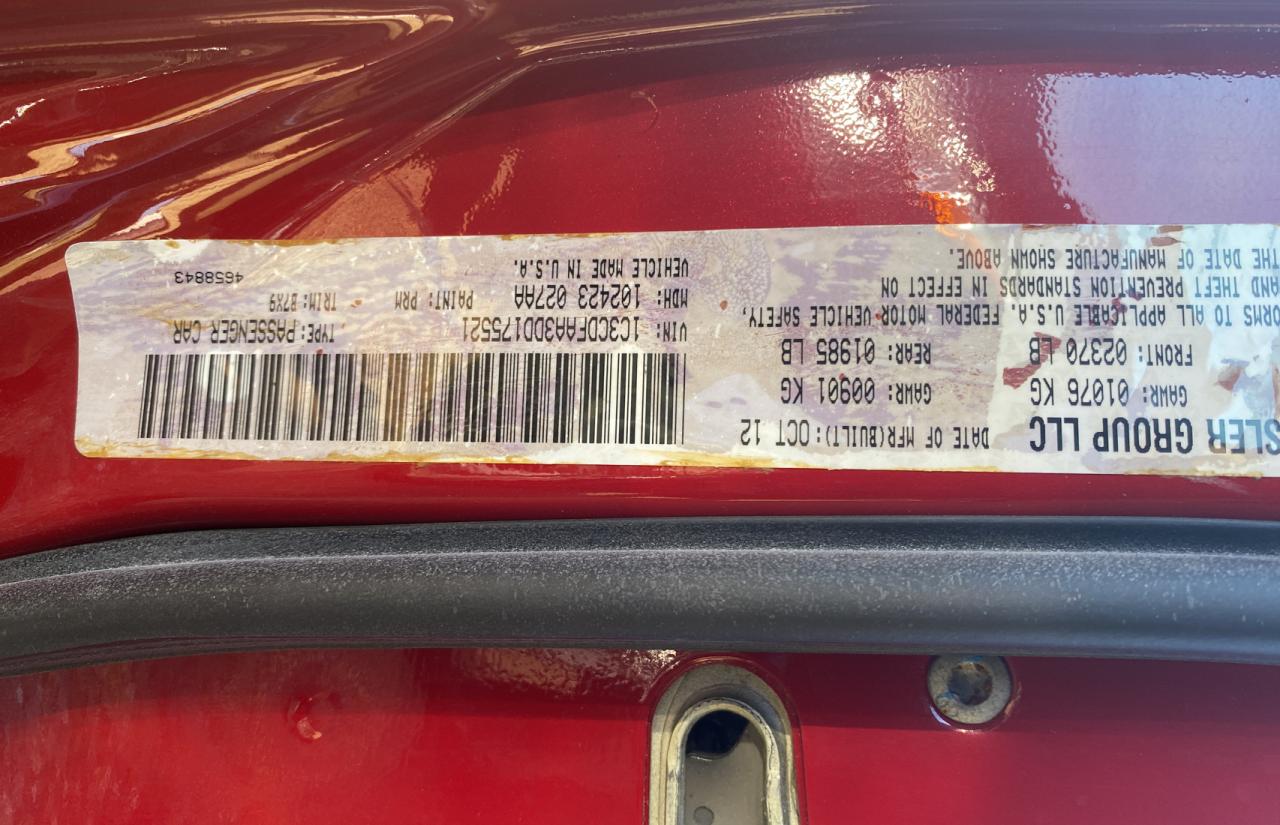 SLER GROUP LLC
DATE OF MFR(BUILT): OCT 12
GAWR: 01076 KG GAWR: 00901 KG
FRONT: 02370 LB REAR: 01985 LB
ORMS TO ALL APPLICABLE U.S.A. FEDERAL MOTOR VEHICLE SAFETY,
AND THEFT PREVENTION STANDARDS IN EFFECT ON
THE DATE OF MANUFACTURE SHOWN ABOVE.
VIN: 1C3CDFAA3DD175521 TYPE: PASSENGER CAR
MDH: 102423 027AA PAINT: PRM TRIM: B7X9
VEHICLE MADE IN U.S.A. 4658843